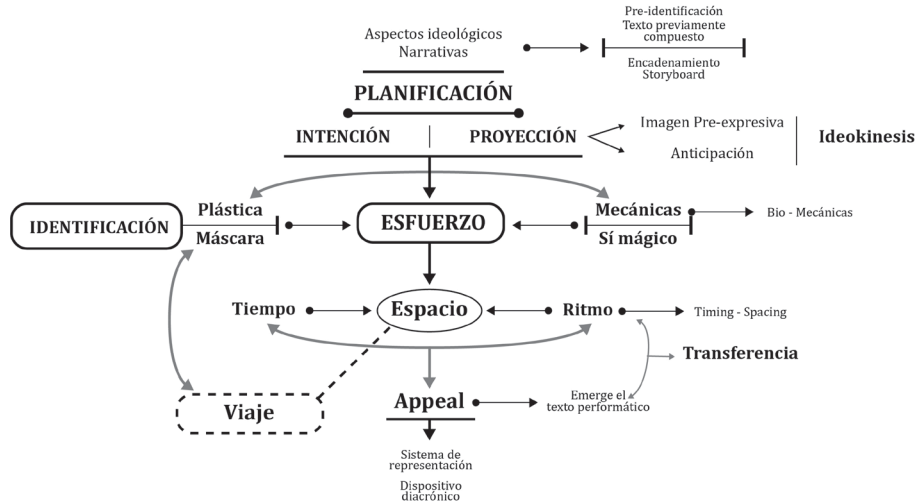 Pre-identificación
Texto previamente
compuesto
Aspectos ideológicos
Narrativas
Encadenamiento
Storyboard
PLANIFICACIÓN
INTENCIÓN
PROYECCIÓN
Imagen Pre-expresiva
Anticipación
Ideokinesis
IDENTIFICACIÓN
Plástica
Máscara
ESFUERZO
Mecánicas
Sí mágico
Bio - Mecánicas
Tiempo
Espacio
Ritmo
Timing - Spacing
Transferencia
Viaje
Appeal
Emerge el
texto performático
Sistema de
representación
Dispositivo
diacrónico